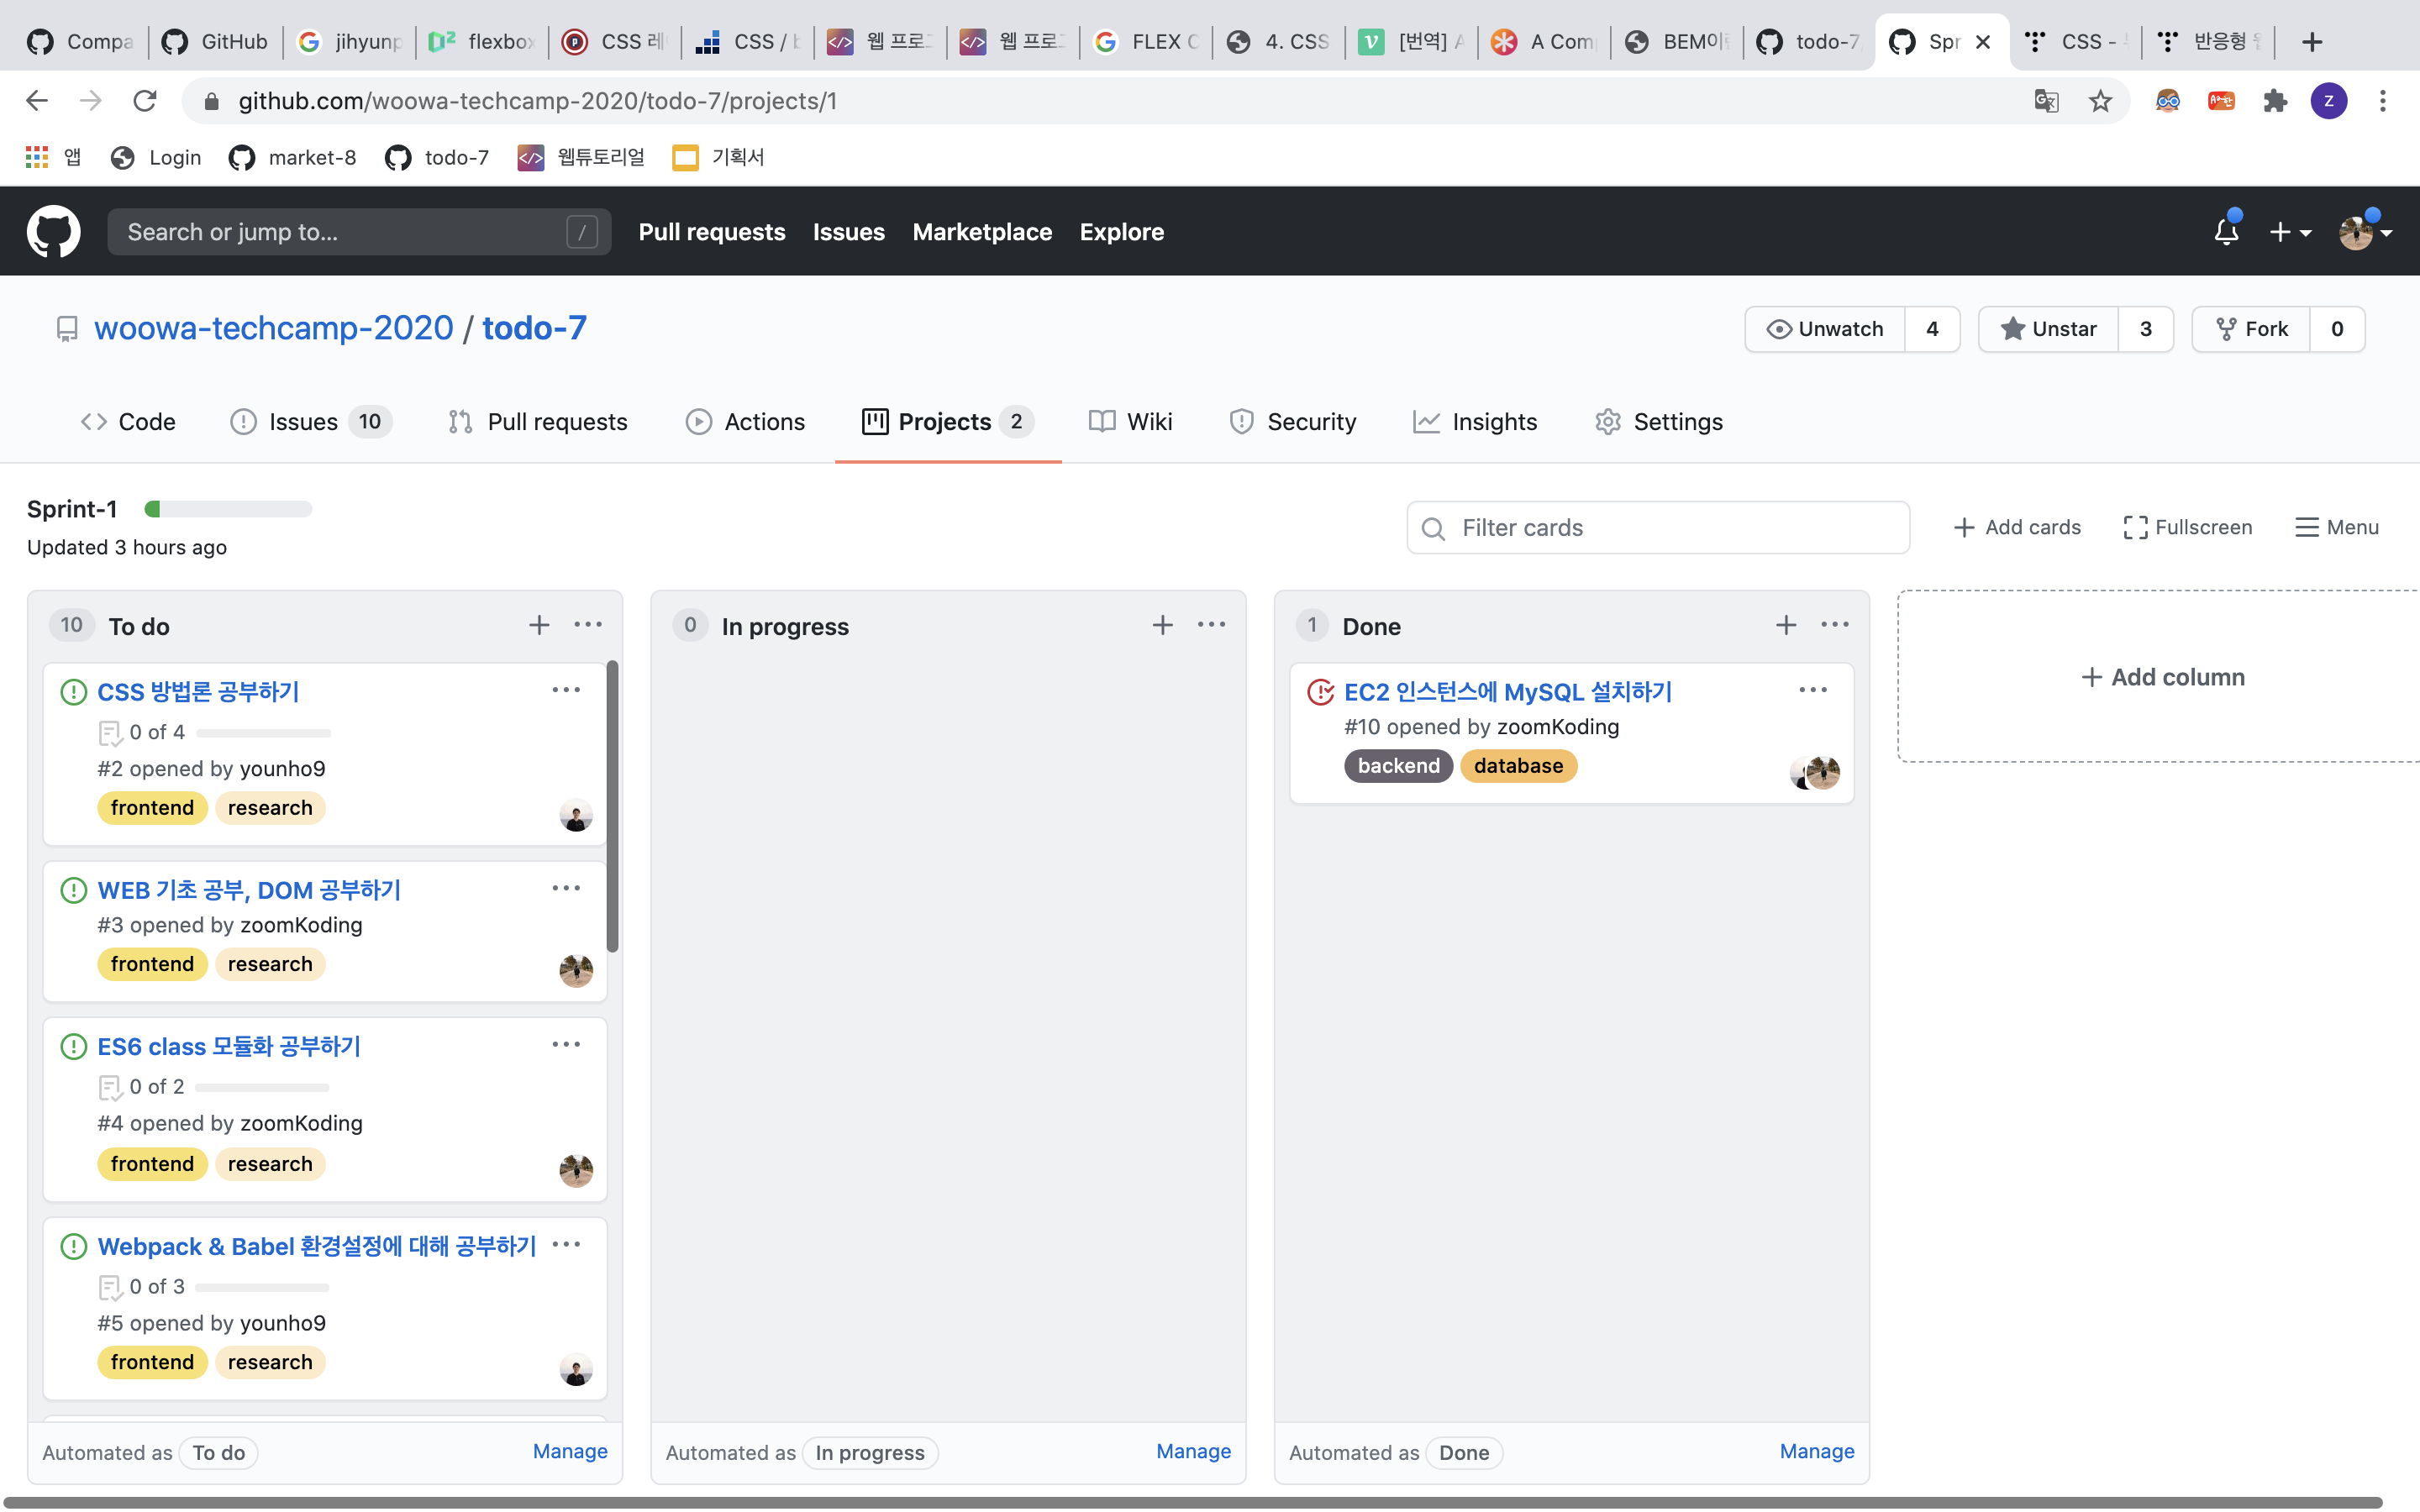 Compa
GitHub
jihyunp
flexbox
CSS 레
CSS / b
웹 프로그
웹 프로그
FLEX C
4. CSS
[번역] A
A Com
BEM이란
todo-7
Spr
CSS -
반응형
github.com/woowa-techcamp-2020/todo-7/projects/1
앱
Login
market-8
todo-7
웹튜토리얼
기획서
Search or jump to...
/
Pull requests
Issues
Marketplace
Explore
woowa-techcamp-2020 / todo-7
Unwatch 4
Unstar 3
Fork 0
Code
Issues 10
Pull requests
Actions
Projects 2
Wiki
Security
Insights
Settings
Sprint-1
Updated 3 hours ago
Filter cards
Add cards
Fullscreen
Menu
10 To do
CSS 방법론 공부하기
0 of 4
#2 opened by younho9
frontend research
WEB 기초 공부, DOM 공부하기
#3 opened by zoomKoding
frontend research
ES6 class 모듈화 공부하기
0 of 2
#4 opened by zoomKoding
frontend research
Webpack & Babel 환경설정에 대해 공부하기
0 of 3
#5 opened by younho9
frontend research
Automated as To do
Manage
0 In progress
Automated as In progress
Manage
1 Done
EC2 인스턴스에 MySQL 설치하기
#10 opened by zoomKoding
backend database
Automated as Done
Manage
Add column